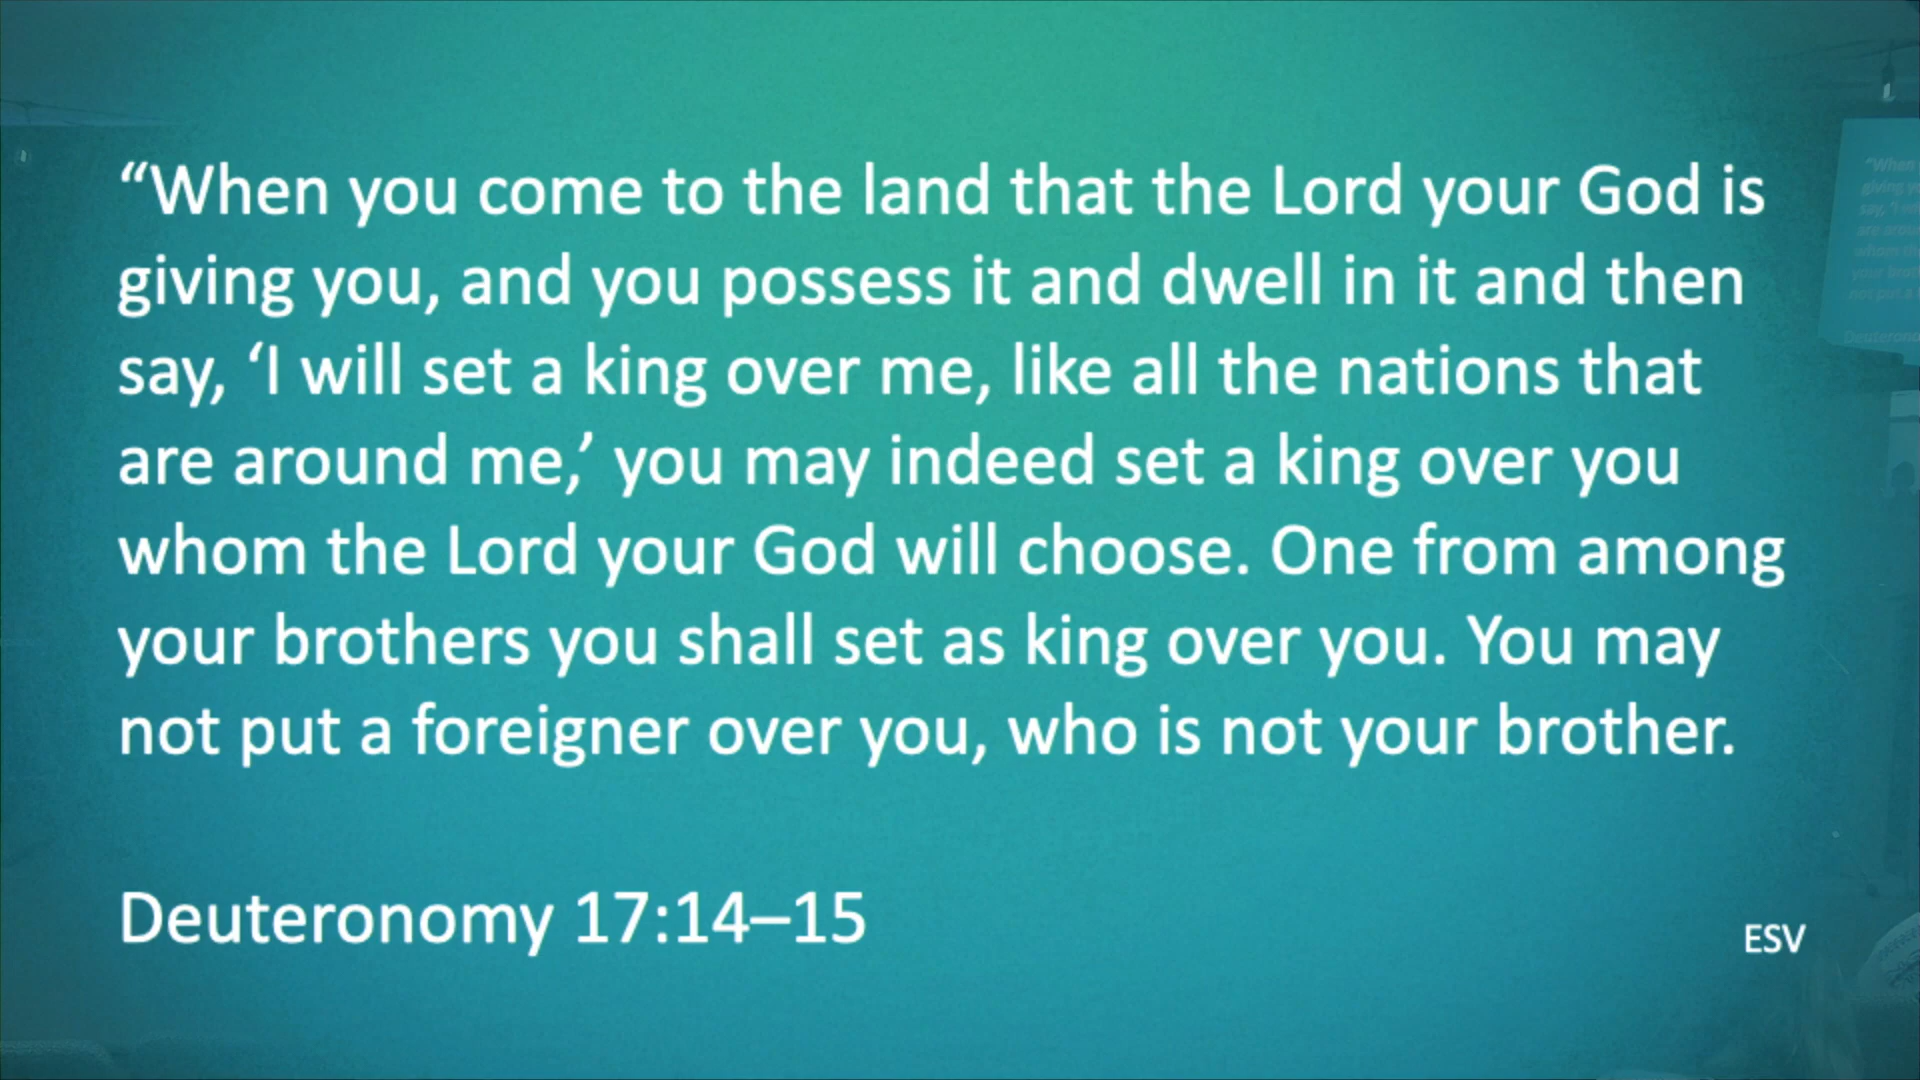 “When you come to the land that the Lord your God is
giving you, and you possess it and dwell in it and then
say, ‘I will set a king over me, like all the nations that
are around me,’ you may indeed set a king over you
whom the Lord your God will choose. One from among
your brothers you shall set as king over you. You may
not put a foreigner over you, who is not your brother.
Deuteronomy 17:14–15
ESV